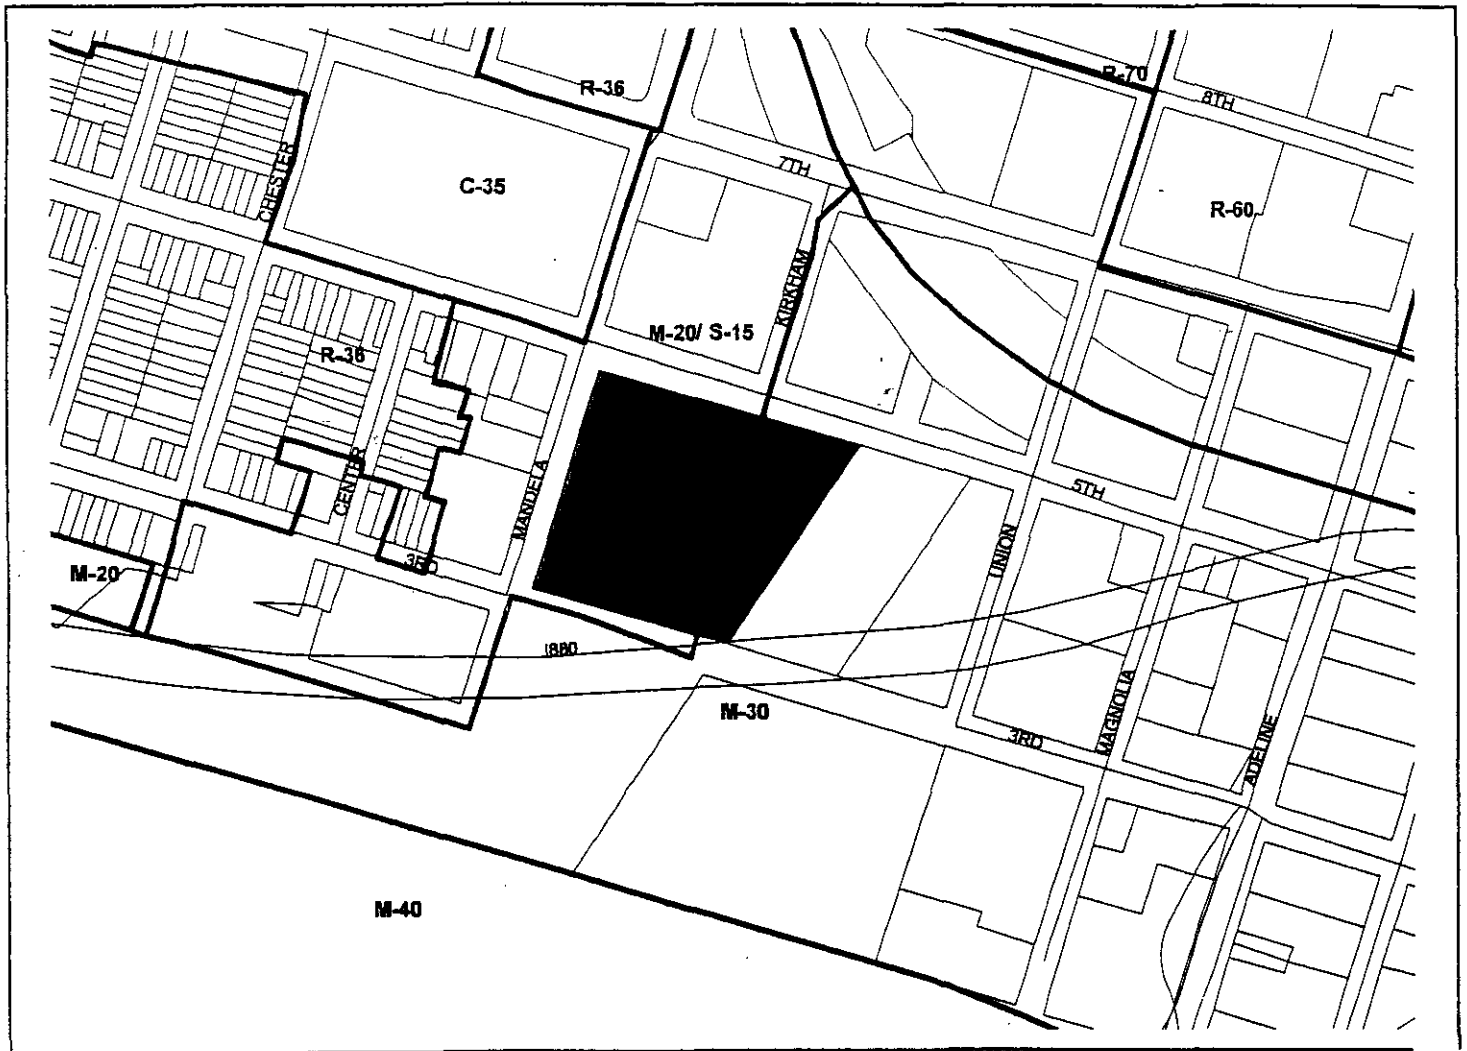 R-70
R-36
8TH
7TH
CHESTER
C-35
R-60
KIRKHAM
M-20/ S-15
R-36
CENTER
MANDELA
5TH
UNION
3RD
M-20
I880
M-30
MAGNOLIA
3RD
ADELINE
M-40